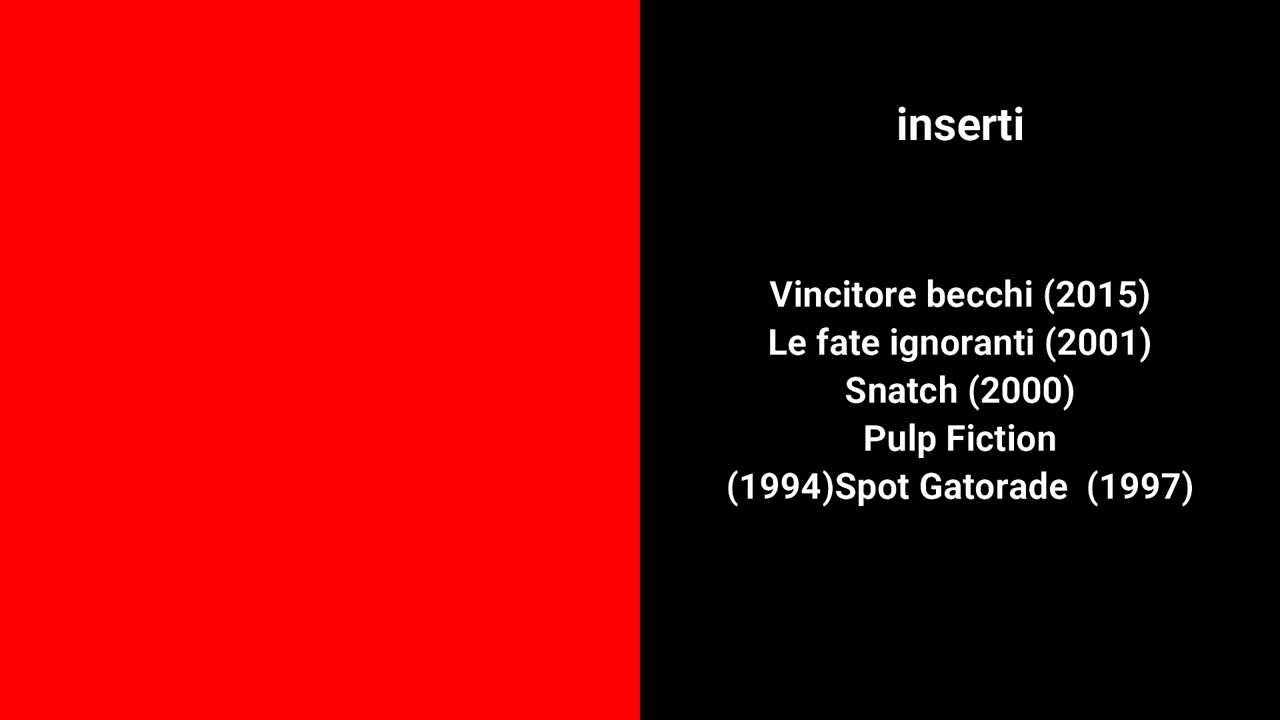 inserti
Vincitore becchi (2015)
Le fate ignoranti (2001)
Snatch (2000)
Pulp Fiction
(1994)Spot Gatorade  (1997)